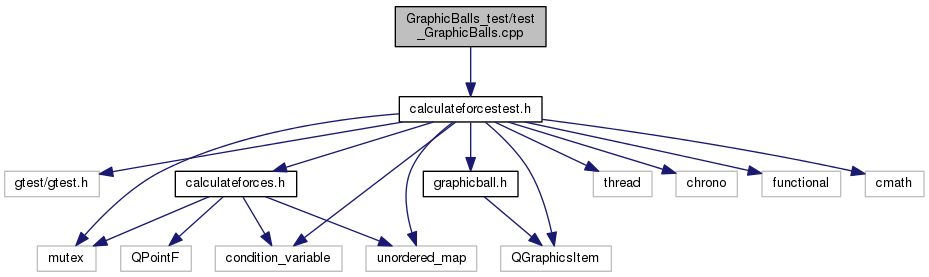 GraphicBalls_test/test
_GraphicBalls.cpp
calculateforcestest.h
gtest/gtest.h
calculateforces.h
graphicball.h
thread
chrono
functional
cmath
mutex
QPointF
condition_variable
unordered_map
QGraphicsItem